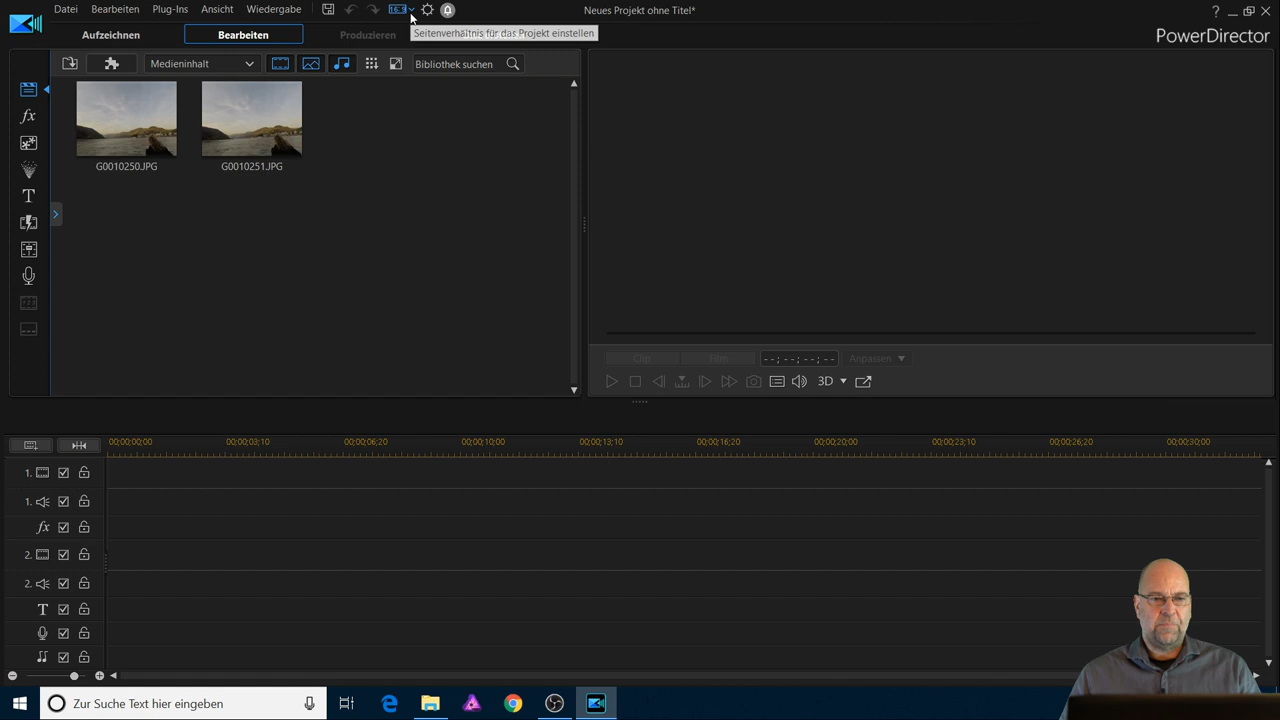 Datei Bearbeiten Plug-Ins Ansicht Wiedergabe 16:9 Neues Projekt ohne Titel* ?
Aufzeichnen Bearbeiten Produzieren Seitenverhältnis für das Projekt einstellen PowerDirector
Medieninhalt Bibliothek suchen
fx
G0010250.JPG G0010251.JPG
T
Clip Film --;--;--;-- Anpassen
3D
00;00;00;00 00;00;03;10 00;00;06;20 00;00;10;00 00;00;13;10 00;00;16;20 00;00;20;00 00;00;23;10 00;00;26;20 00;00;30;00
1.
1.
fx
2.
2.
T
Zur Suche Text hier eingeben